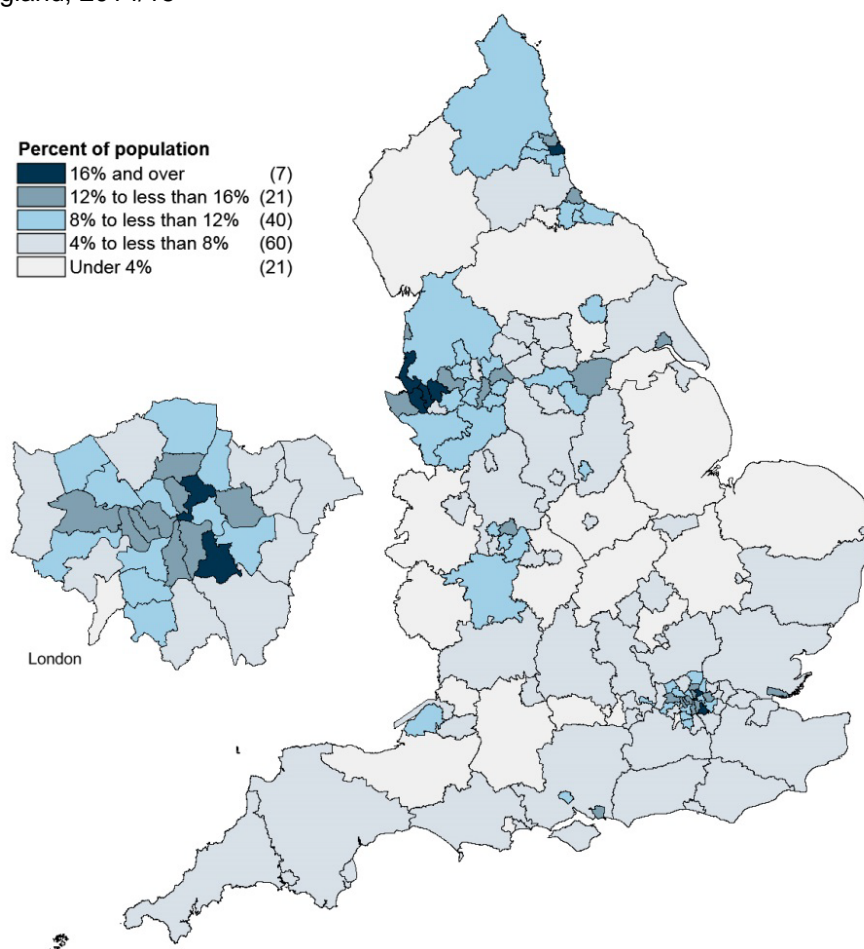 Percent of population
16% and over (7)
12% to less than 16% (21)
8% to less than 12% (40)
4% to less than 8% (60)
Under 4% (21)
London